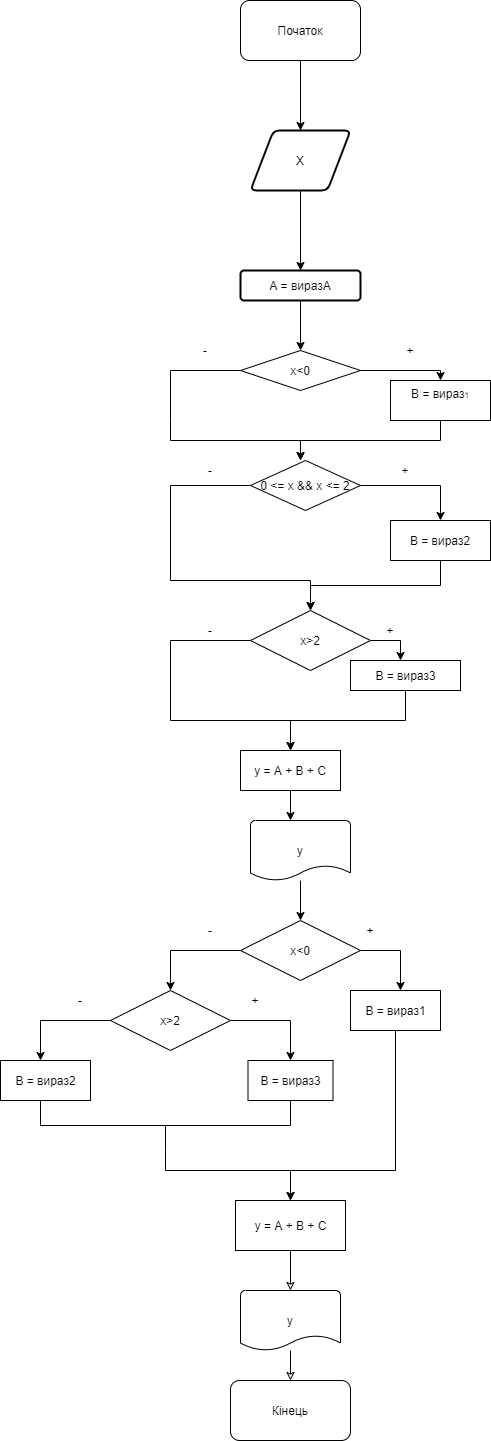 Початок
X
A = виразA
-
+
x<0
B = вираз₁
-
+
0 <= x && x <= 2
B = вираз2
-
+
x>2
B = вираз3
y = A + B + C
y
-
+
x<0
-
+
x>2
B = вираз1
B = вираз2
B = вираз3
y = A + B + C
y
Кінець